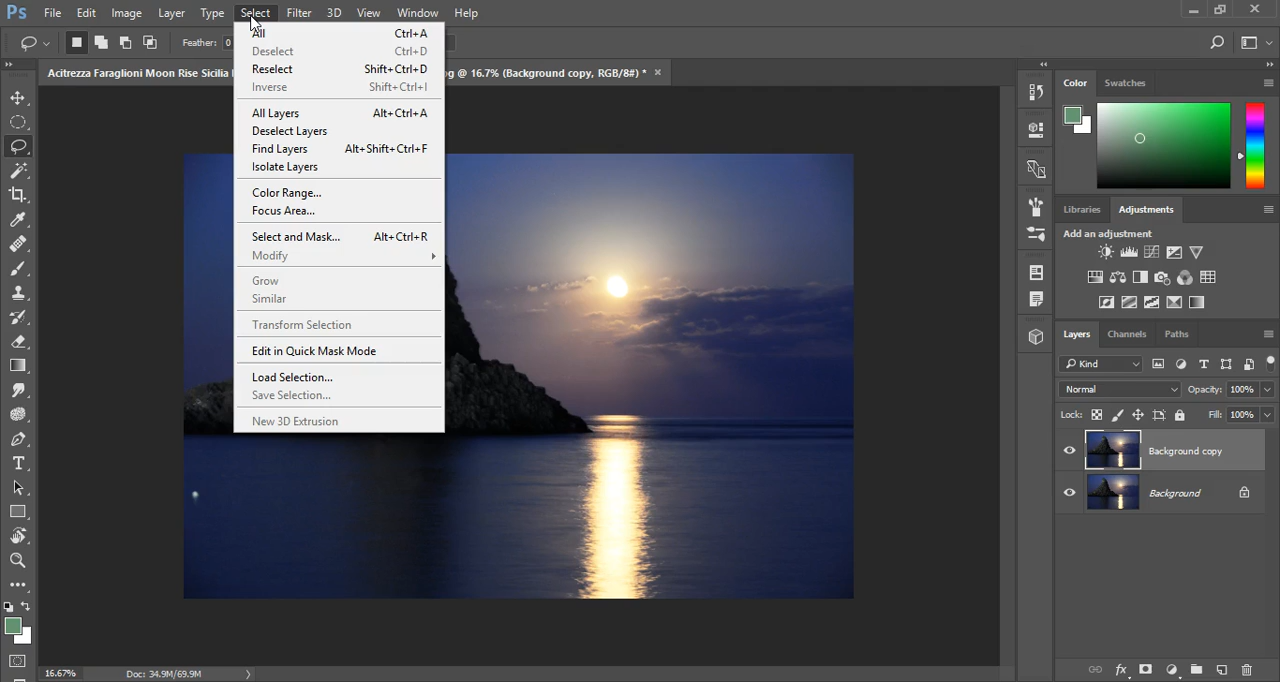 Ps File Edit Image Layer Type Select Filter 3D View Window Help
Feather: 0
Acitrezza Faraglioni Moon Rise Sicilia
.jpg @ 16.7% (Background copy, RGB/8#) * ×
All Ctrl+A
Deselect Ctrl+D
Reselect Shift+Ctrl+D
Inverse Shift+Ctrl+I
All Layers Alt+Ctrl+A
Deselect Layers
Find Layers Alt+Shift+Ctrl+F
Isolate Layers
Color Range...
Focus Area...
Select and Mask... Alt+Ctrl+R
Modify
Grow
Similar
Transform Selection
Edit in Quick Mask Mode
Load Selection...
Save Selection...
New 3D Extrusion
Color Swatches
Libraries Adjustments
Add an adjustment
Layers Channels Paths
Kind
Normal Opacity: 100%
Lock: Fill: 100%
Background copy
Background
fx
16.67% Doc: 34.9M/69.9M